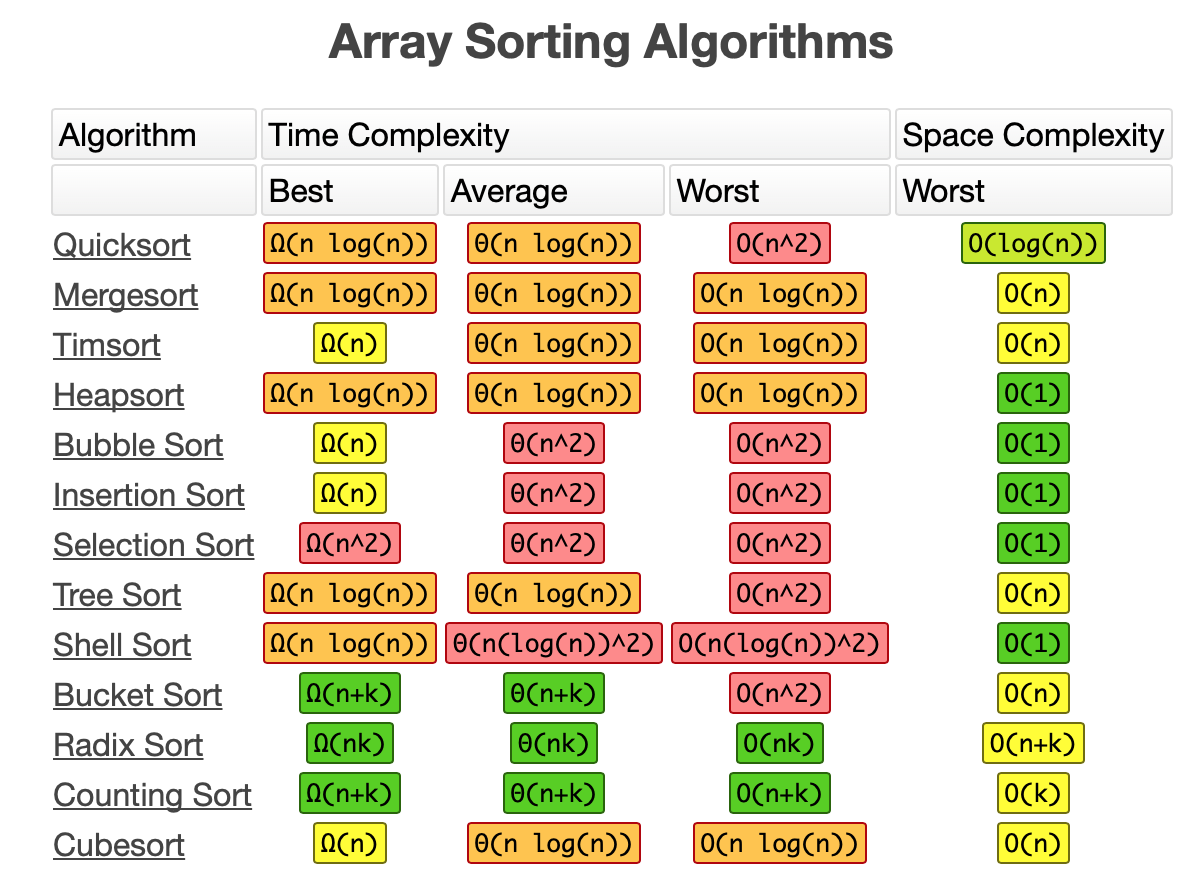 Array Sorting Algorithms
Algorithm Time Complexity Space Complexity
Best Average Worst Worst
Quicksort Ω(n log(n)) Θ(n log(n)) O(n^2) O(log(n))
Mergesort Ω(n log(n)) Θ(n log(n)) O(n log(n)) O(n)
Timsort Ω(n) Θ(n log(n)) O(n log(n)) O(n)
Heapsort Ω(n log(n)) Θ(n log(n)) O(n log(n)) O(1)
Bubble Sort Ω(n) Θ(n^2) O(n^2) O(1)
Insertion Sort Ω(n) Θ(n^2) O(n^2) O(1)
Selection Sort Ω(n^2) Θ(n^2) O(n^2) O(1)
Tree Sort Ω(n log(n)) Θ(n log(n)) O(n^2) O(n)
Shell Sort Ω(n log(n)) Θ(n(log(n))^2) O(n(log(n))^2) O(1)
Bucket Sort Ω(n+k) Θ(n+k) O(n^2) O(n)
Radix Sort Ω(nk) Θ(nk) O(nk) O(n+k)
Counting Sort Ω(n+k) Θ(n+k) O(n+k) O(k)
Cubesort Ω(n) Θ(n log(n)) O(n log(n)) O(n)